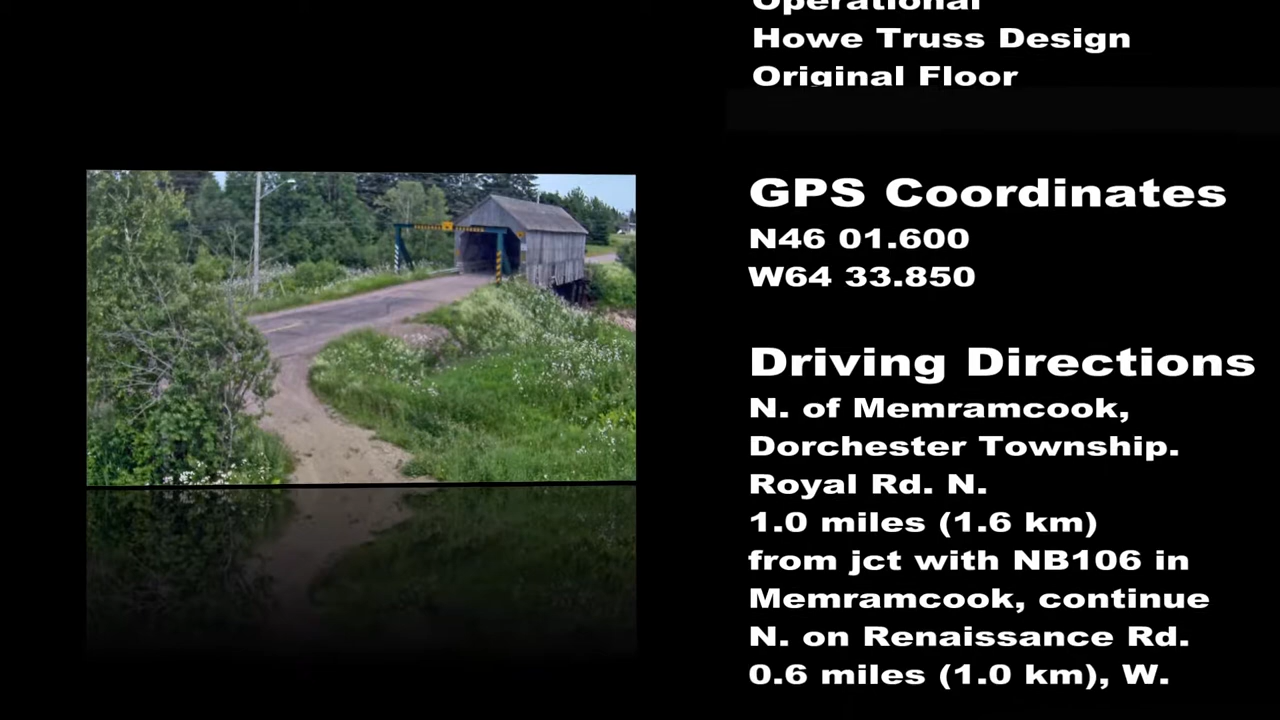 Operational
Howe Truss Design
Original Floor
GPS Coordinates
N46 01.600
W64 33.850
Driving Directions
N. of Memramcook,
Dorchester Township.
Royal Rd. N.
1.0 miles (1.6 km)
from jct with NB106 in
Memramcook, continue
N. on Renaissance Rd.
0.6 miles (1.0 km), W.